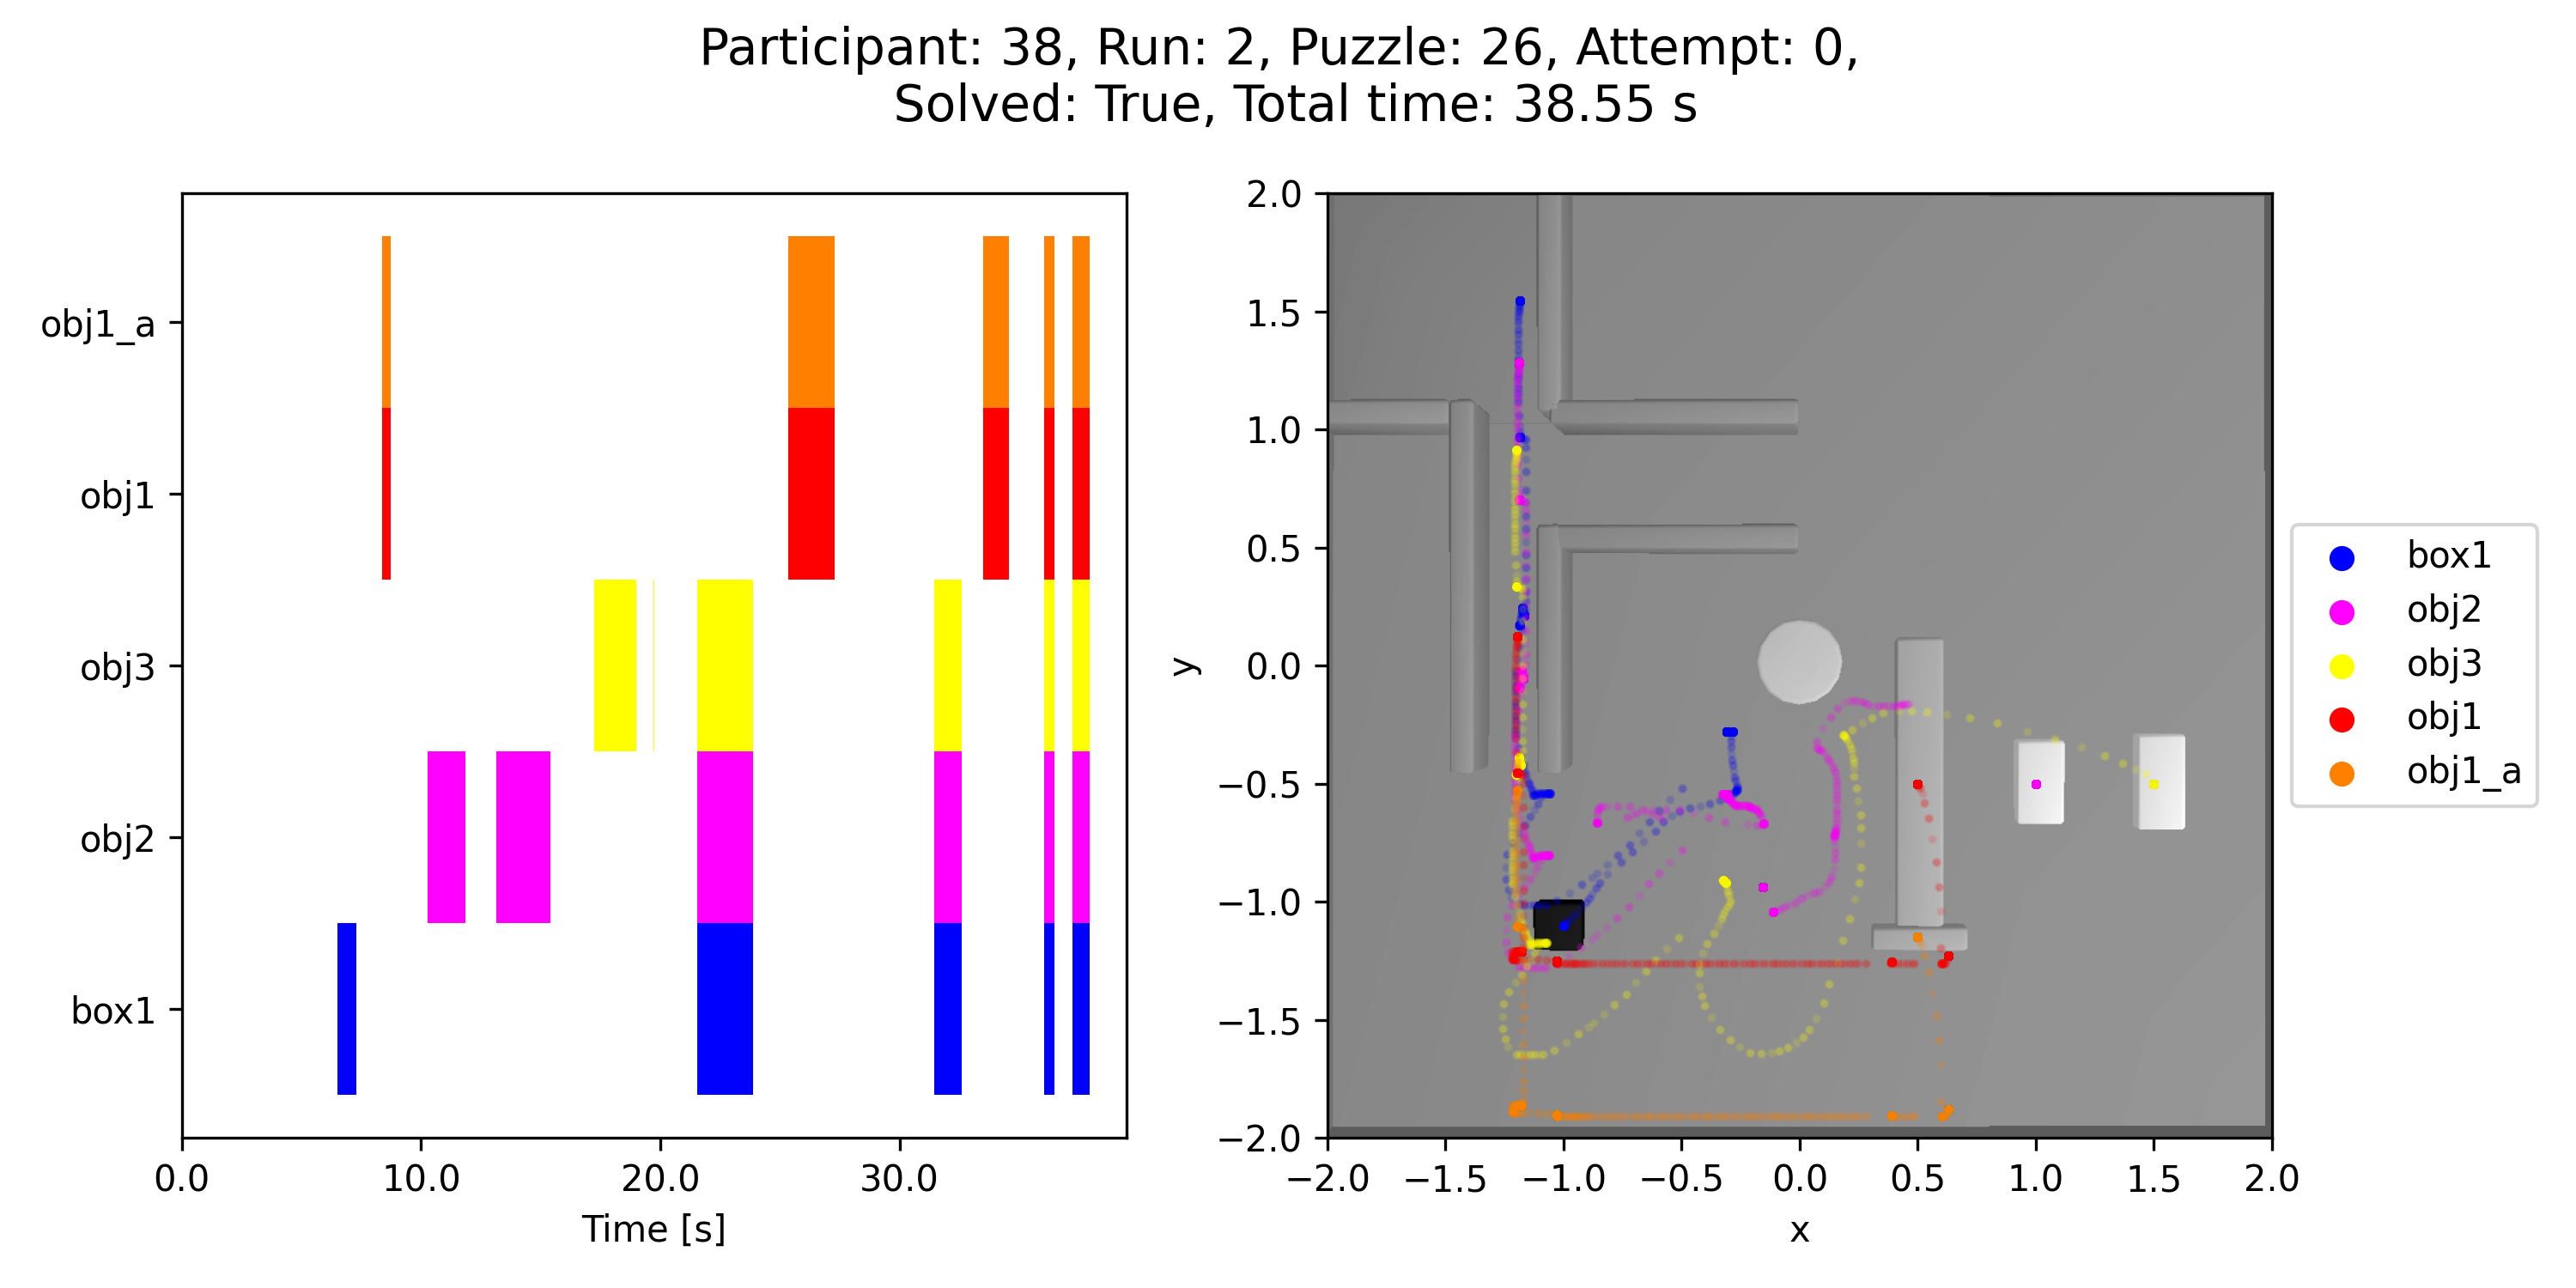 Participant: 38, Run: 2, Puzzle: 26, Attempt: 0,
Solved: True, Total time: 38.55 s
obj1_a
obj1
obj3
obj2
box1
0.0 10.0 20.0 30.0
Time [s]
2.0
1.5
1.0
0.5
0.0
−0.5
−1.0
−1.5
−2.0
y
−2.0 −1.5 −1.0 −0.5 0.0 0.5 1.0 1.5 2.0
x
box1
obj2
obj3
obj1
obj1_a